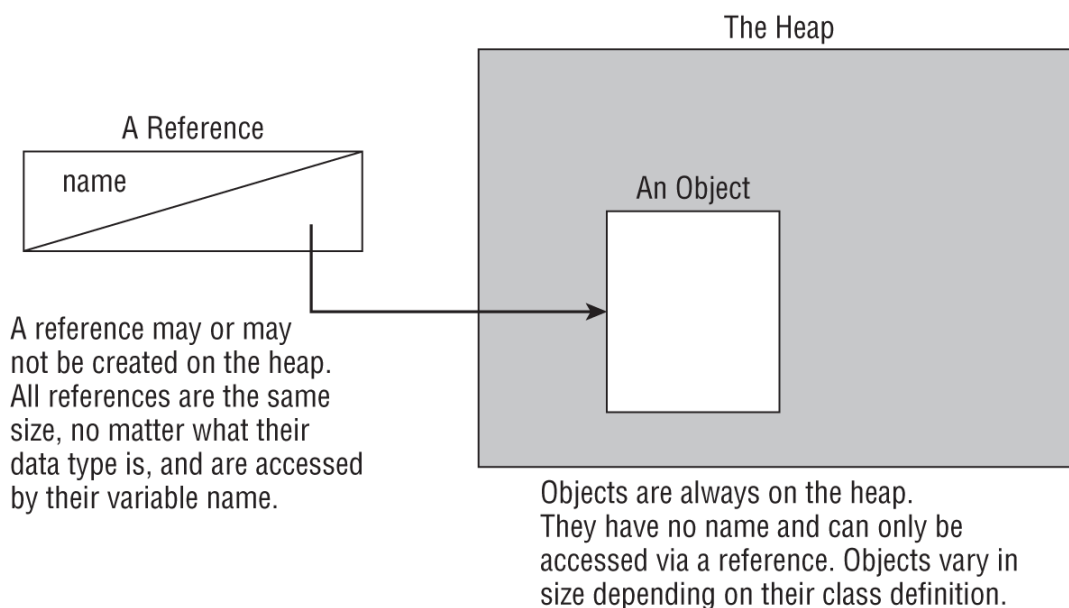 The Heap
A Reference
name
An Object
A reference may or may
not be created on the heap.
All references are the same
size, no matter what their
data type is, and are accessed
by their variable name.
Objects are always on the heap.
They have no name and can only be
accessed via a reference. Objects vary in
size depending on their class definition.